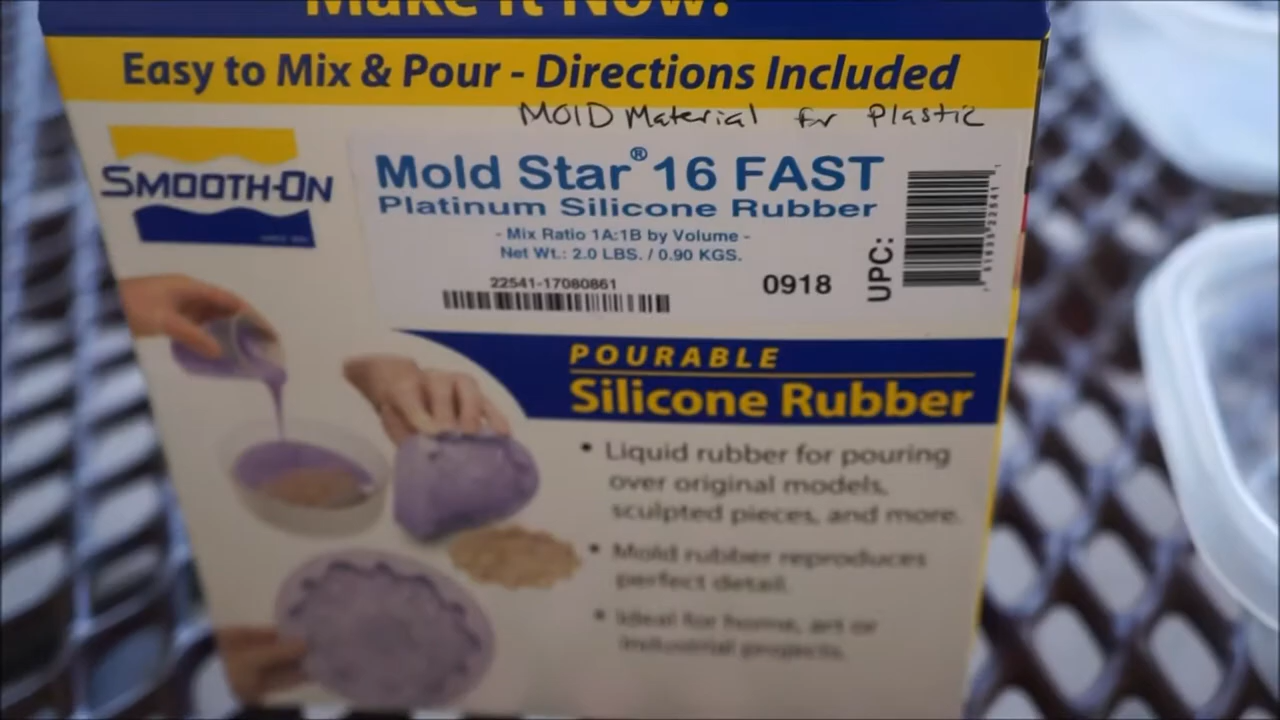 Make It Now!
Easy to Mix & Pour - Directions Included
MOLD Material for Plastic
SMOOTH-ON
Mold Star® 16 FAST
Platinum Silicone Rubber
- Mix Ratio 1A:1B by Volume -
Net Wt.: 2.0 LBS. / 0.90 KGS.
22541-17080861
0918
UPC:
POURABLE
Silicone Rubber
• Liquid rubber for pouring
over original models,
sculpted pieces, and more.
• Mold rubber reproduces
perfect detail.
• Ideal for home, art or
industrial projects.